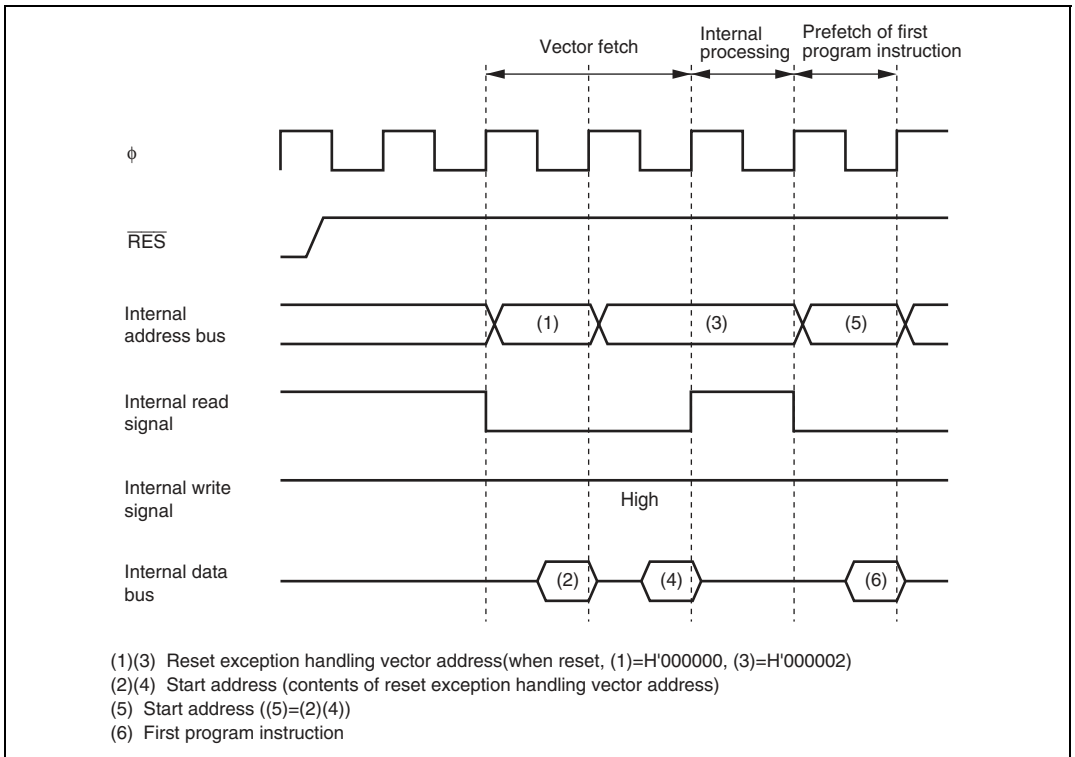 Vector fetch
Internal
processing
Prefetch of first
program instruction
ϕ
RES
Internal
address bus
(1)
(3)
(5)
Internal read
signal
Internal write
signal
High
Internal data
bus
(2)
(4)
(6)
(1)(3) Reset exception handling vector address(when reset, (1)=H'000000, (3)=H'000002)
(2)(4) Start address (contents of reset exception handling vector address)
(5) Start address ((5)=(2)(4))
(6) First program instruction